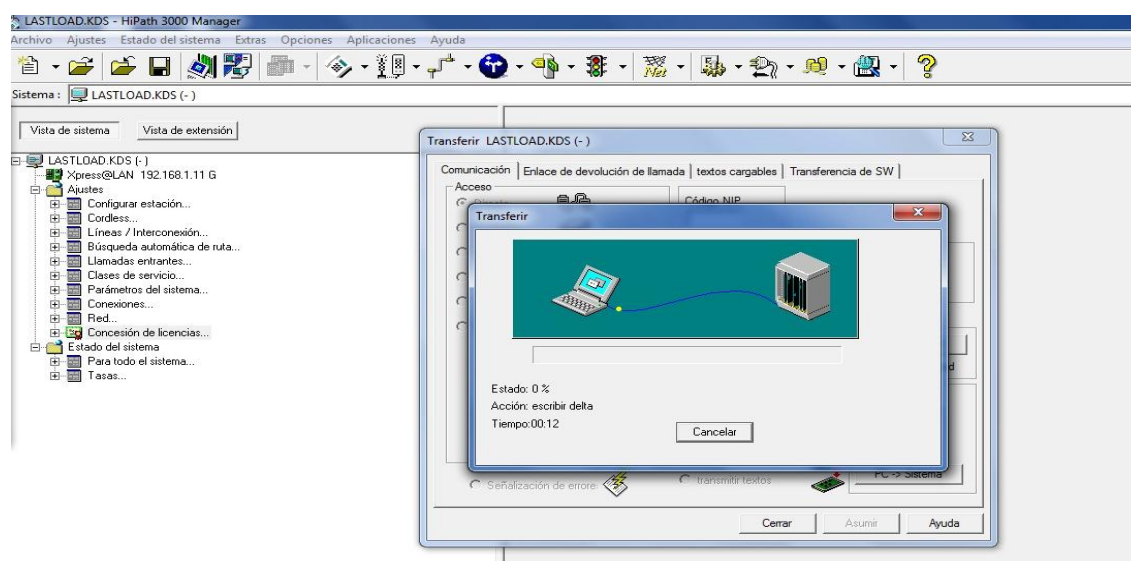 LASTLOAD.KDS - HiPath 3000 Manager
Archivo Ajustes Estado del sistema Extras Opciones Aplicaciones Ayuda
Net
Sistema : LASTLOAD.KDS (- )
Vista de sistema Vista de extensión
LASTLOAD.KDS (- )
Xpress@LAN 192.168.1.11 G
Ajustes
Configurar estación...
Cordless...
Líneas / Interconexión...
Búsqueda automática de ruta...
Llamadas entrantes...
Clases de servicio...
Parámetros del sistema...
Conexiones...
Red...
Concesión de licencias...
Estado del sistema
Para todo el sistema...
Tasas...
Transferir LASTLOAD.KDS (- )
Comunicación Enlace de devolución de llamada textos cargables Transferencia de SW
Acceso
Código NIP
Transferir
Estado: 0 %
Acción: escribir delta
Tiempo:00:12
Cancelar
d
PC -> Sistema
Señalización de errore: transmitir textos
Cerrar Asumir Ayuda